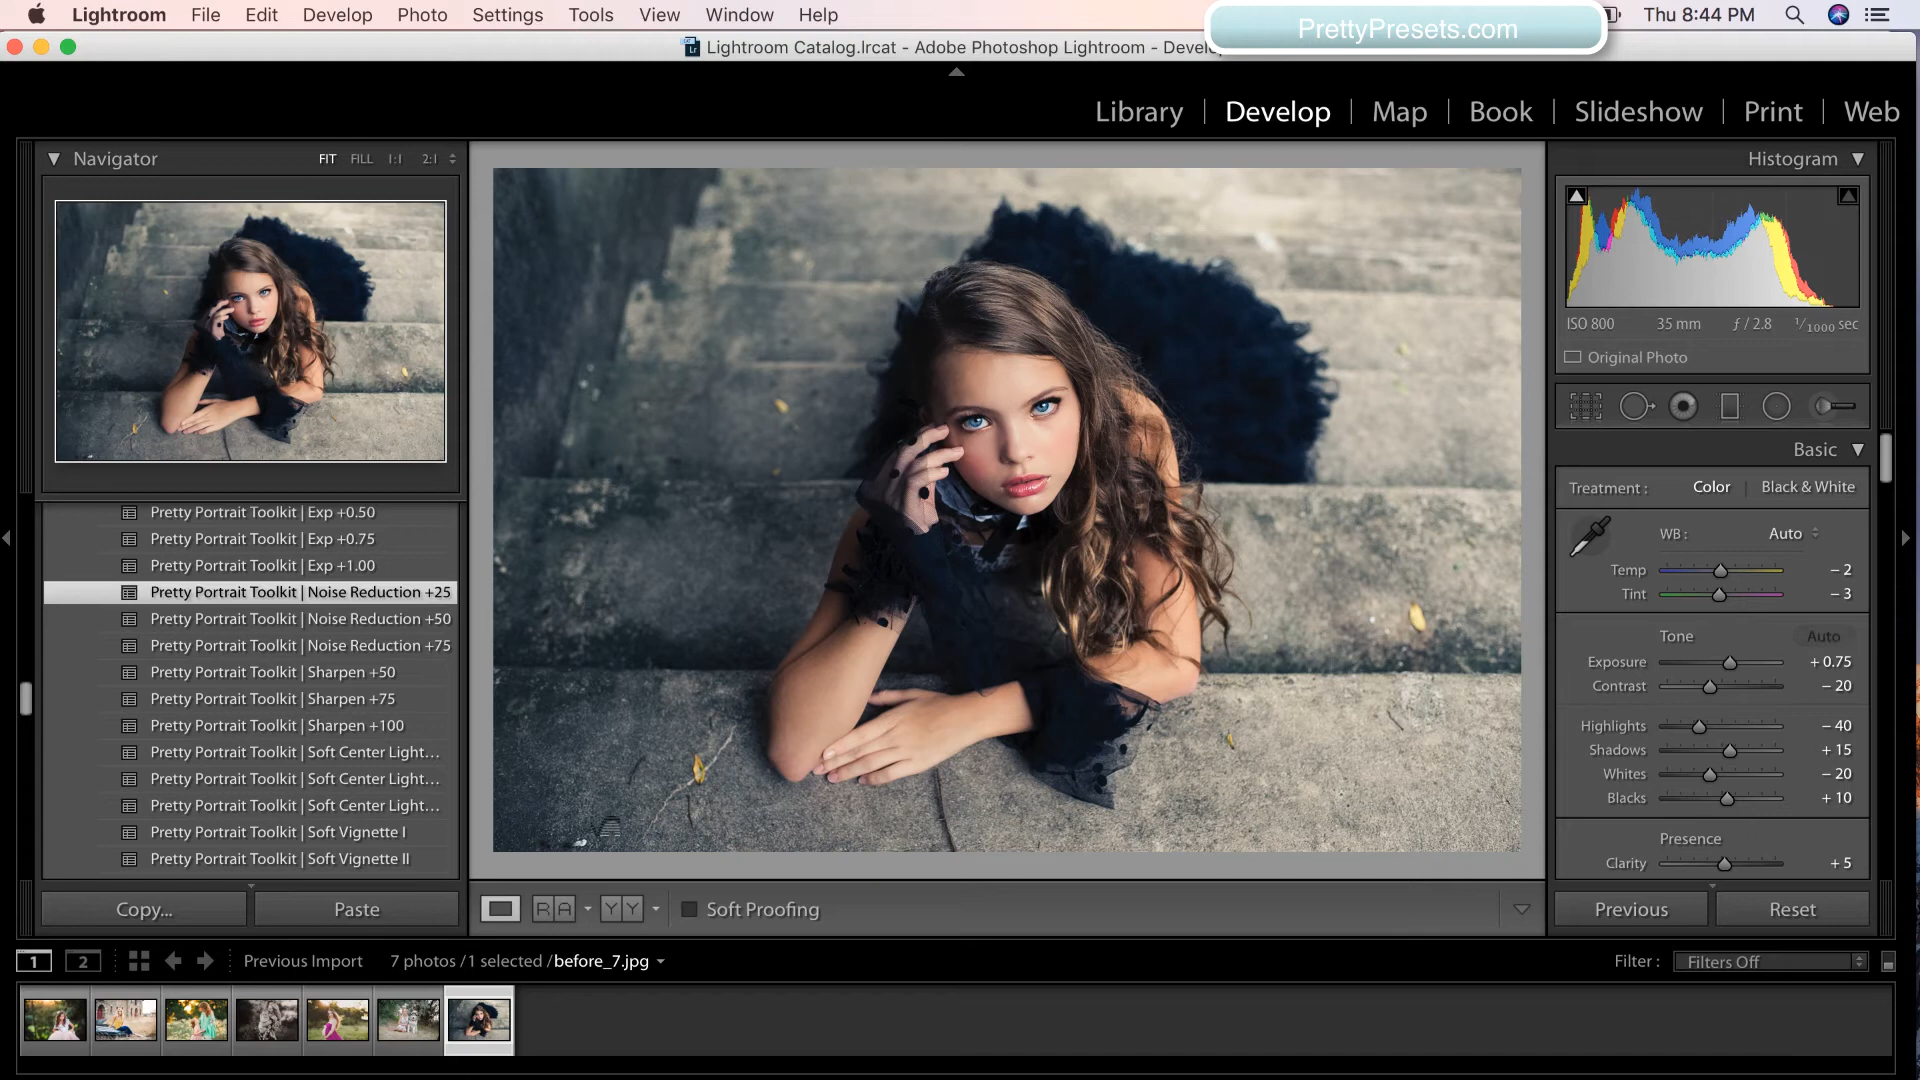 Lightroom File Edit Develop Photo Settings Tools View Window Help
Thu 8:44 PM
PrettyPresets.com
Lr Lightroom Catalog.lrcat - Adobe Photoshop Lightroom - Develo
Library | Develop | Map | Book | Slideshow | Print | Web
Navigator FIT FILL 1:1 2:1
Histogram
ISO 800 35 mm ƒ / 2.8 1/1000 sec
Original Photo
Basic
Treatment : Color | Black & White
WB : Auto
Temp − 2
Tint − 3
Tone Auto
Exposure + 0.75
Contrast − 20
Highlights − 40
Shadows + 15
Whites − 20
Blacks + 10
Presence
Clarity + 5
Pretty Portrait Toolkit | Exp +0.50
Pretty Portrait Toolkit | Exp +0.75
Pretty Portrait Toolkit | Exp +1.00
Pretty Portrait Toolkit | Noise Reduction +25
Pretty Portrait Toolkit | Noise Reduction +50
Pretty Portrait Toolkit | Noise Reduction +75
Pretty Portrait Toolkit | Sharpen +50
Pretty Portrait Toolkit | Sharpen +75
Pretty Portrait Toolkit | Sharpen +100
Pretty Portrait Toolkit | Soft Center Light...
Pretty Portrait Toolkit | Soft Center Light...
Pretty Portrait Toolkit | Soft Center Light...
Pretty Portrait Toolkit | Soft Vignette I
Pretty Portrait Toolkit | Soft Vignette II
Copy... Paste
R A Y Y Soft Proofing
Previous Reset
1 2 Previous Import 7 photos / 1 selected / before_7.jpg
Filter : Filters Off